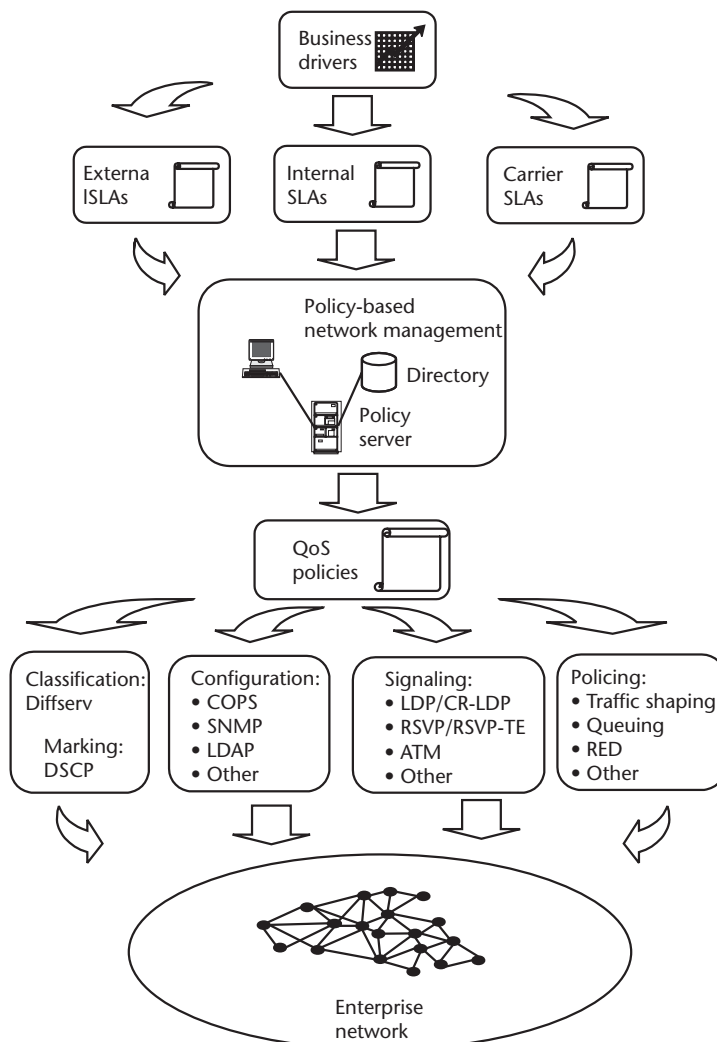 Business
drivers
Externa
lSLAs
Internal
SLAs
Carrier
SLAs
Policy-based
network management
Directory
Policy
server
QoS
policies
Classification:
Diffserv
Marking:
DSCP
Configuration:
• COPS
• SNMP
• LDAP
• Other
Signaling:
• LDP/CR-LDP
• RSVP/RSVP-TE
• ATM
• Other
Policing:
• Traffic shaping
• Queuing
• RED
• Other
Enterprise
network